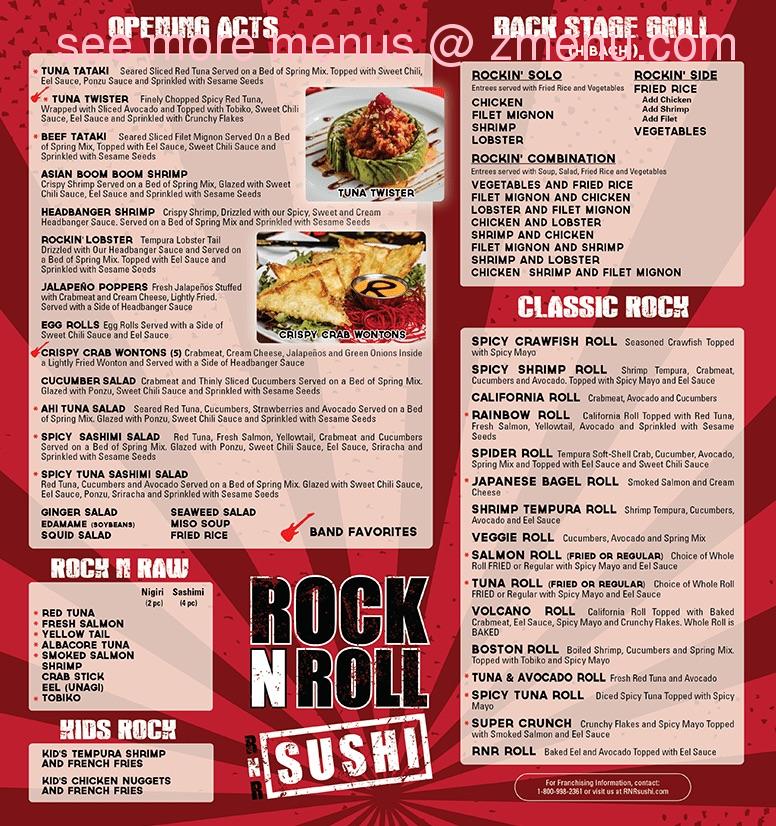 OPENING ACTS
see more menus @ zmenu.com
* TUNA TATAKI Seared Sliced Red Tuna Served on a Bed of Spring Mix. Topped with Sweet Chili,
Eel, Ponzu Sauce and Sprinkled with Sesame Seeds
* TUNA TWISTER Finely Chopped Spicy Red Tuna,
Wrapped with Sliced Avocado and Topped with Tobiko, Sweet Chili
Sauce, Eel Sauce and Sprinkled with Crunchy Flakes
* BEEF TATAKI Seared Sliced Filet Mignon Served On a Bed
of Spring Mix, Topped with Eel Sauce, Sweet Chili Sauce and
Sprinkled with Sesame Seeds
ASIAN BOOM BOOM SHRIMP
Crispy Shrimp Served on a Bed of Spring Mix, Glazed with Sweet
Chili Sauce, Eel Sauce and Sprinkled with Sesame Seeds
TUNA TWISTER
HEADBANGER SHRIMP Crispy Shrimp, Drizzled with our Spicy, Sweet and Cream
Headbanger Sauce. Served on a Bed of Spring Mix and Sprinkled with Sesame Seeds
ROCKIN' LOBSTER Tempura Lobster Tail
Drizzled with Our Headbanger Sauce and Served on
a Bed of Spring Mix. Topped with Eel Sauce and
Sprinkled with Sesame Seeds
JALAPEÑO POPPERS Fresh Jalapeños Stuffed
with Crabmeat and Cream Cheese, Lightly Fried.
Served with a Side of Headbanger Sauce
EGG ROLLS Egg Rolls Served with a Side of
Sweet Chili Sauce and Eel Sauce
CRISPY CRAB WONTONS
CRISPY CRAB WONTONS (5) Crabmeat, Cream Cheese, Jalapeños and Green Onions Inside
a Lightly Fried Wonton and Served with a Side of Headbanger Sauce
CUCUMBER SALAD Crabmeat and Thinly Sliced Cucumbers Served on a Bed of Spring Mix.
Glazed with Ponzu, Sweet Chili Sauce and Sprinkled with Sesame Seeds
* AHI TUNA SALAD Seared Red Tuna, Cucumbers, Strawberries and Avocado Served on a Bed
of Spring Mix. Glazed with Ponzu, Sweet Chili Sauce and Sprinkled with Sesame Seeds
* SPICY SASHIMI SALAD Red Tuna, Fresh Salmon, Yellowtail, Crabmeat and Cucumbers
Served on a Bed of Spring Mix. Glazed with Ponzu, Sweet Chili Sauce, Eel Sauce, Sriracha and
Sprinkled with Sesame Seeds
* SPICY TUNA SASHIMI SALAD
Red Tuna, Cucumbers and Avocado Served on a Bed of Spring Mix. Glazed with Sweet Chili Sauce,
Eel Sauce, Ponzu, Sriracha and Sprinkled with Sesame Seeds
GINGER SALAD
EDAMAME (SOYBEANS)
SQUID SALAD
SEAWEED SALAD
MISO SOUP
FRIED RICE
BAND FAVORITES
ROCK N RAW
Nigiri Sashimi
(2 pc) (4 pc)
* RED TUNA
* FRESH SALMON
* YELLOW TAIL
* ALBACORE TUNA
* SMOKED SALMON
SHRIMP
CRAB STICK
EEL (UNAGI)
* TOBIKO
KIDS ROCK
KID'S TEMPURA SHRIMP
AND FRENCH FRIES
KID'S CHICKEN NUGGETS
AND FRENCH FRIES
ROCK
N ROLL
RNR
SUSHI
BACK STAGE GRILL
(HIBACHI)
ROCKIN' SOLO
Entrees served with Fried Rice and Vegetables
CHICKEN
FILET MIGNON
SHRIMP
LOBSTER
ROCKIN' SIDE
FRIED RICE
Add Chicken
Add Shrimp
Add Filet
VEGETABLES
ROCKIN' COMBINATION
Entrees served with Soup, Salad, Fried Rice and Vegetables
VEGETABLES AND FRIED RICE
FILET MIGNON AND CHICKEN
LOBSTER AND FILET MIGNON
CHICKEN AND LOBSTER
SHRIMP AND CHICKEN
FILET MIGNON AND SHRIMP
SHRIMP AND LOBSTER
CHICKEN SHRIMP AND FILET MIGNON
CLASSIC ROCK
SPICY CRAWFISH ROLL Seasoned Crawfish Topped
with Spicy Mayo
SPICY SHRIMP ROLL Shrimp Tempura, Crabmeat,
Cucumbers and Avocado. Topped with Spicy Mayo and Eel Sauce
CALIFORNIA ROLL Crabmeat, Avocado and Cucumbers
* RAINBOW ROLL California Roll Topped with Red Tuna,
Fresh Salmon, Yellowtail, Avocado and Sprinkled with Sesame
Seeds
SPIDER ROLL Tempura Soft-Shell Crab, Cucumber, Avocado,
Spring Mix and Topped with Eel Sauce and Sweet Chili Sauce
* JAPANESE BAGEL ROLL Smoked Salmon and Cream
Cheese
SHRIMP TEMPURA ROLL Shrimp Tempura, Cucumbers,
Avocado and Eel Sauce
VEGGIE ROLL Cucumbers, Avocado and Spring Mix
* SALMON ROLL (FRIED OR REGULAR) Choice of Whole
Roll FRIED or Regular with Spicy Mayo and Eel Sauce
* TUNA ROLL (FRIED OR REGULAR) Choice of Whole Roll
FRIED or Regular with Spicy Mayo and Eel Sauce
VOLCANO ROLL California Roll Topped with Baked
Crabmeat, Eel Sauce, Spicy Mayo and Crunchy Flakes. Whole Roll is
BAKED
BOSTON ROLL Boiled Shrimp, Cucumbers and Spring Mix.
Topped with Tobiko and Spicy Mayo
* TUNA & AVOCADO ROLL Fresh Red Tuna and Avocado
* SPICY TUNA ROLL Diced Spicy Tuna Topped with Spicy
Mayo
* SUPER CRUNCH Crunchy Flakes and Spicy Mayo Topped
with Smoked Salmon and Eel Sauce
RNR ROLL Baked Eel and Avocado Topped with Eel Sauce
For Franchising Information, contact:
1-800-998-2361 or visit us at RNRsushi.com